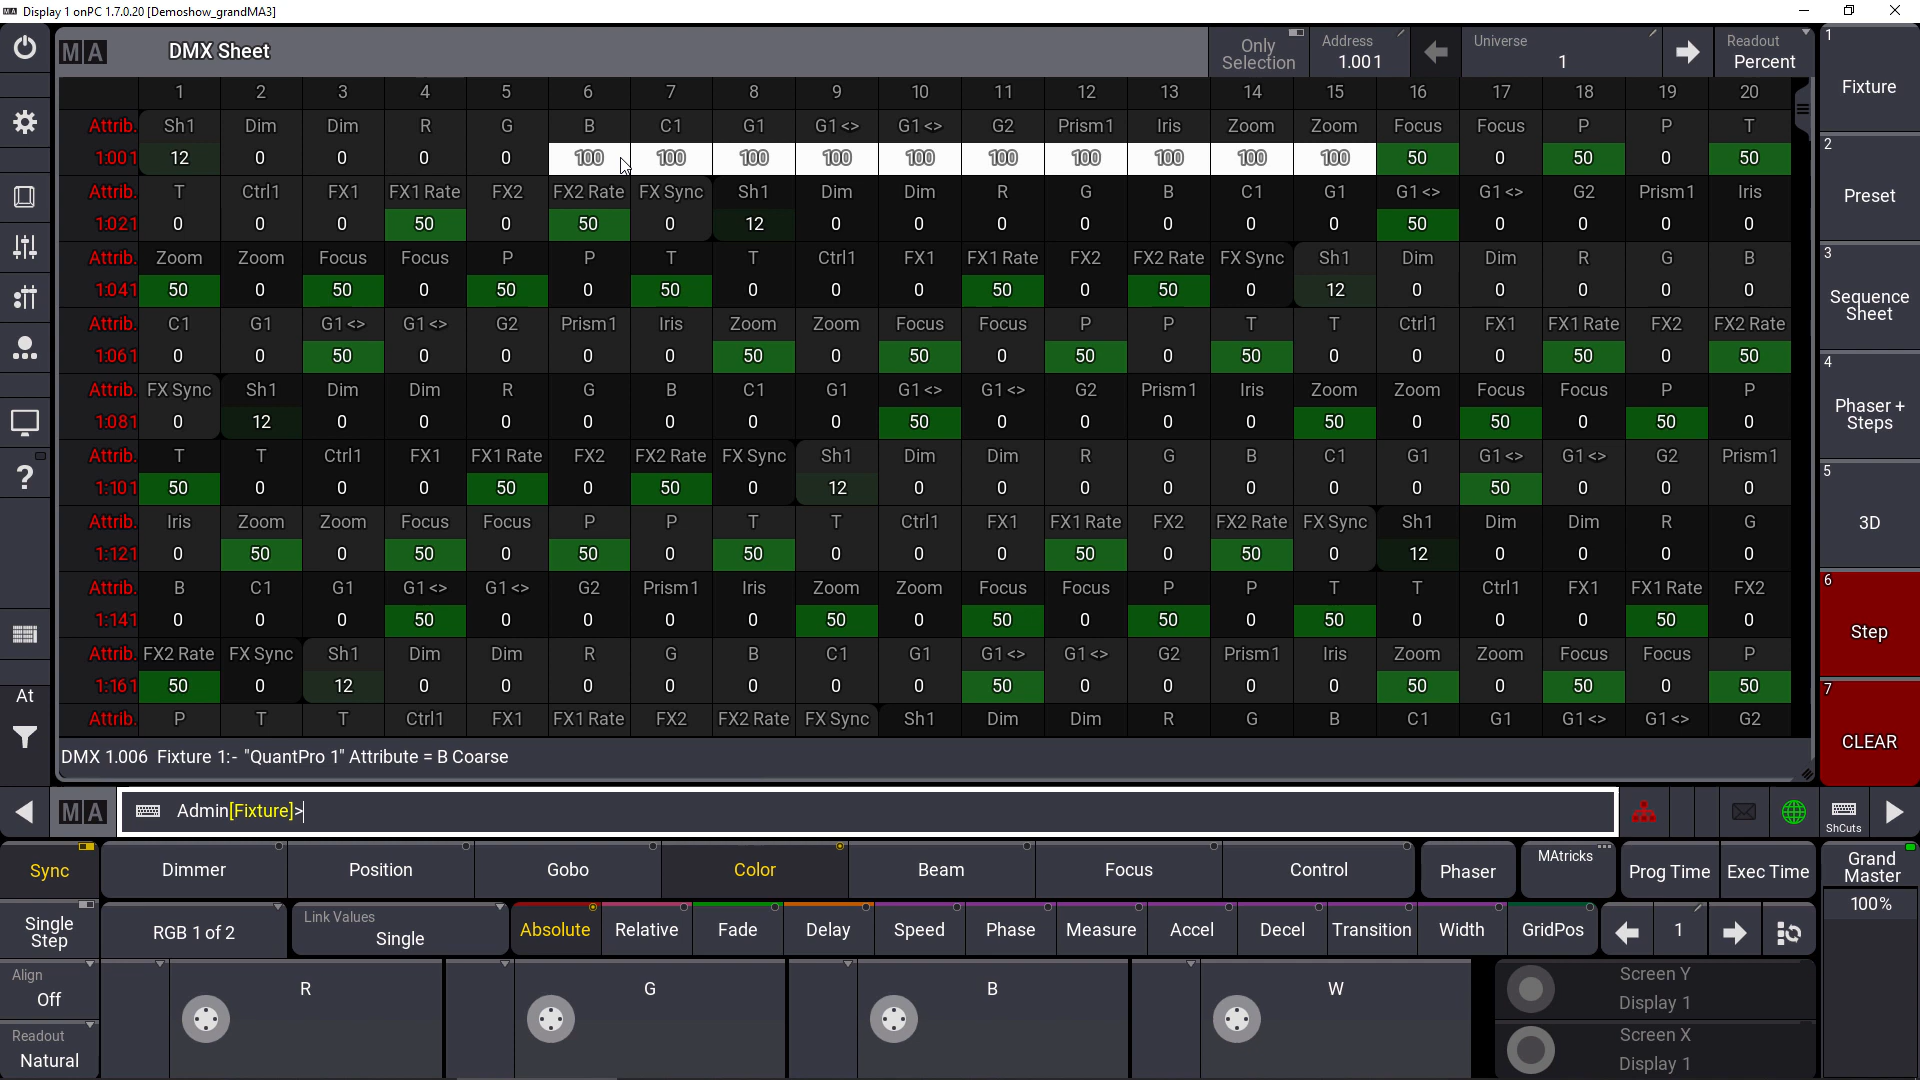 Display 1 onPC 1.7.0.20 [Demoshow_grandMA3]
MA DMX Sheet Only Selection Address 1.001 Universe 1 Readout Percent
1 2 3 4 5 6 7 8 9 10 11 12 13 14 15 16 17 18 19 20
Attrib. Sh1 Dim Dim R G B C1 G1 G1<> G1<> G2 Prism1 Iris Zoom Zoom Focus Focus P P T
1:001 12 0 0 0 0 100 100 100 100 100 100 100 100 100 100 50 0 50 0 50
Attrib. T Ctrl1 FX1 FX1 Rate FX2 FX2 Rate FX Sync Sh1 Dim Dim R G B C1 G1 G1<> G1<> G2 Prism1 Iris
1:021 0 0 0 50 0 50 0 12 0 0 0 0 0 0 0 50 0 0 0 0
Attrib. Zoom Zoom Focus Focus P P T T Ctrl1 FX1 FX1 Rate FX2 FX2 Rate FX Sync Sh1 Dim Dim R G B
1:041 50 0 50 0 50 0 50 0 0 0 50 0 50 0 12 0 0 0 0 0
Attrib. C1 G1 G1<> G1<> G2 Prism1 Iris Zoom Zoom Focus Focus P P T T Ctrl1 FX1 FX1 Rate FX2 FX2 Rate
1:061 0 0 50 0 0 0 0 50 0 50 0 50 0 50 0 0 0 50 0 50
Attrib. FX Sync Sh1 Dim Dim R G B C1 G1 G1<> G1<> G2 Prism1 Iris Zoom Zoom Focus Focus P P
1:081 0 12 0 0 0 0 0 0 0 50 0 0 0 0 50 0 50 0 50 0
Attrib. T T Ctrl1 FX1 FX1 Rate FX2 FX2 Rate FX Sync Sh1 Dim Dim R G B C1 G1 G1<> G1<> G2 Prism1
1:101 50 0 0 0 50 0 50 0 12 0 0 0 0 0 0 0 50 0 0 0
Attrib. Iris Zoom Zoom Focus Focus P P T T Ctrl1 FX1 FX1 Rate FX2 FX2 Rate FX Sync Sh1 Dim Dim R G
1:121 0 50 0 50 0 50 0 50 0 0 0 50 0 50 0 12 0 0 0 0
Attrib. B C1 G1 G1<> G1<> G2 Prism1 Iris Zoom Zoom Focus Focus P P T T Ctrl1 FX1 FX1 Rate FX2
1:141 0 0 0 50 0 0 0 0 50 0 50 0 50 0 50 0 0 0 50 0
Attrib. FX2 Rate FX Sync Sh1 Dim Dim R G B C1 G1 G1<> G1<> G2 Prism1 Iris Zoom Zoom Focus Focus P
1:161 50 0 12 0 0 0 0 0 0 0 50 0 0 0 0 50 0 50 0 50
Attrib. P T T Ctrl1 FX1 FX1 Rate FX2 FX2 Rate FX Sync Sh1 Dim Dim R G B C1 G1 G1<> G1<> G2
DMX 1.006 Fixture 1:- "QuantPro 1" Attribute = B Coarse
1
Fixture
2
Preset
3
Sequence
Sheet
4
Phaser +
Steps
5
3D
6
Step
7
CLEAR
?
At
MA Admin[Fixture]> ShCuts
Sync Dimmer Position Gobo Color Beam Focus Control Phaser MAtricks Prog Time Exec Time Grand Master
100%
Single Step RGB 1 of 2 Link Values Single Absolute Relative Fade Delay Speed Phase Measure Accel Decel Transition Width GridPos 1
Align
Off
Readout
Natural
R G B W
Screen Y
Display 1
Screen X
Display 1